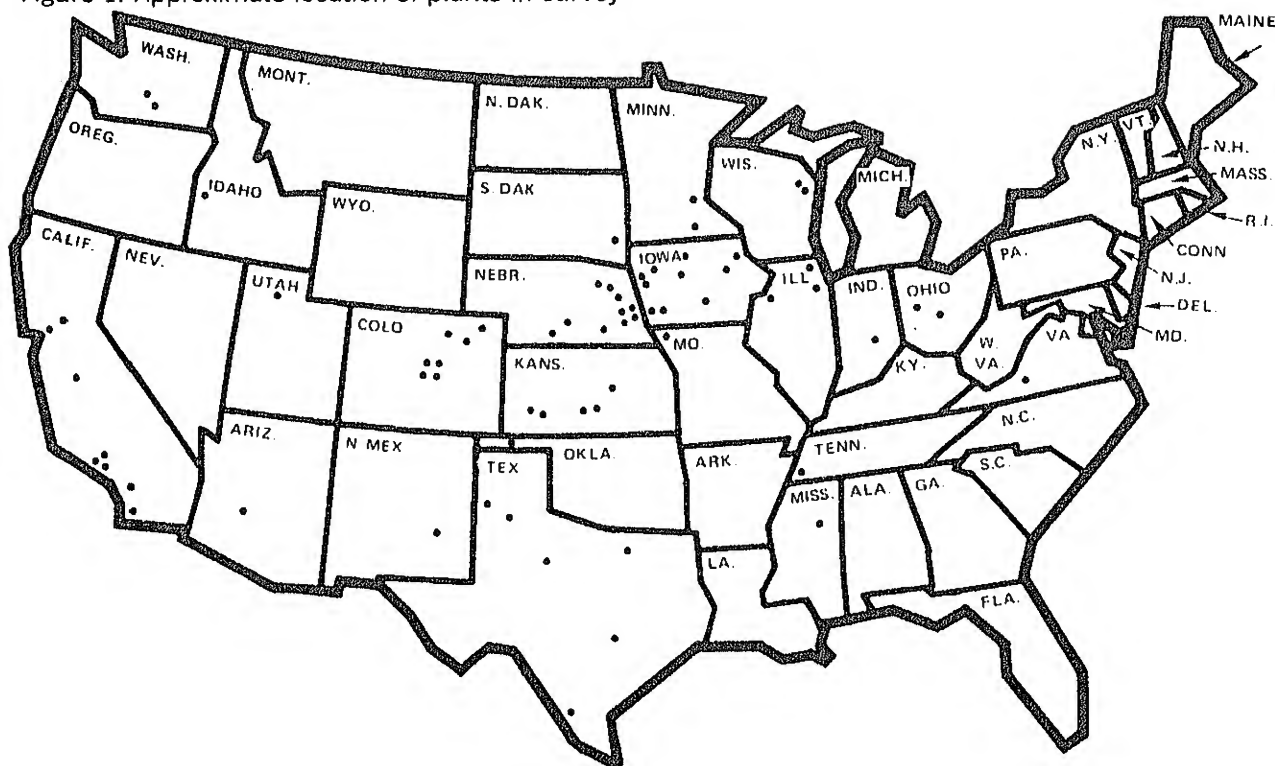 Figure 1. Approximate location of plants in survey
MAINE
WASH.
MONT.
N. DAK.
MINN.
VT.
N.Y.
N.H.
OREG.
WIS.
MASS.
MICH.
IDAHO
S. DAK
WYO.
R.I.
CALIF.
NEV.
IOWA
PA.
CONN
UTAH
NEBR.
ILL
IND.
OHIO
N.J.
DEL.
COLO
MO.
W.
VA.
VA
MD.
KANS.
KY.
ARIZ.
N MEX
TEX
OKLA.
ARK.
TENN.
N.C.
S.C.
MISS.
ALA.
GA.
LA.
FLA.